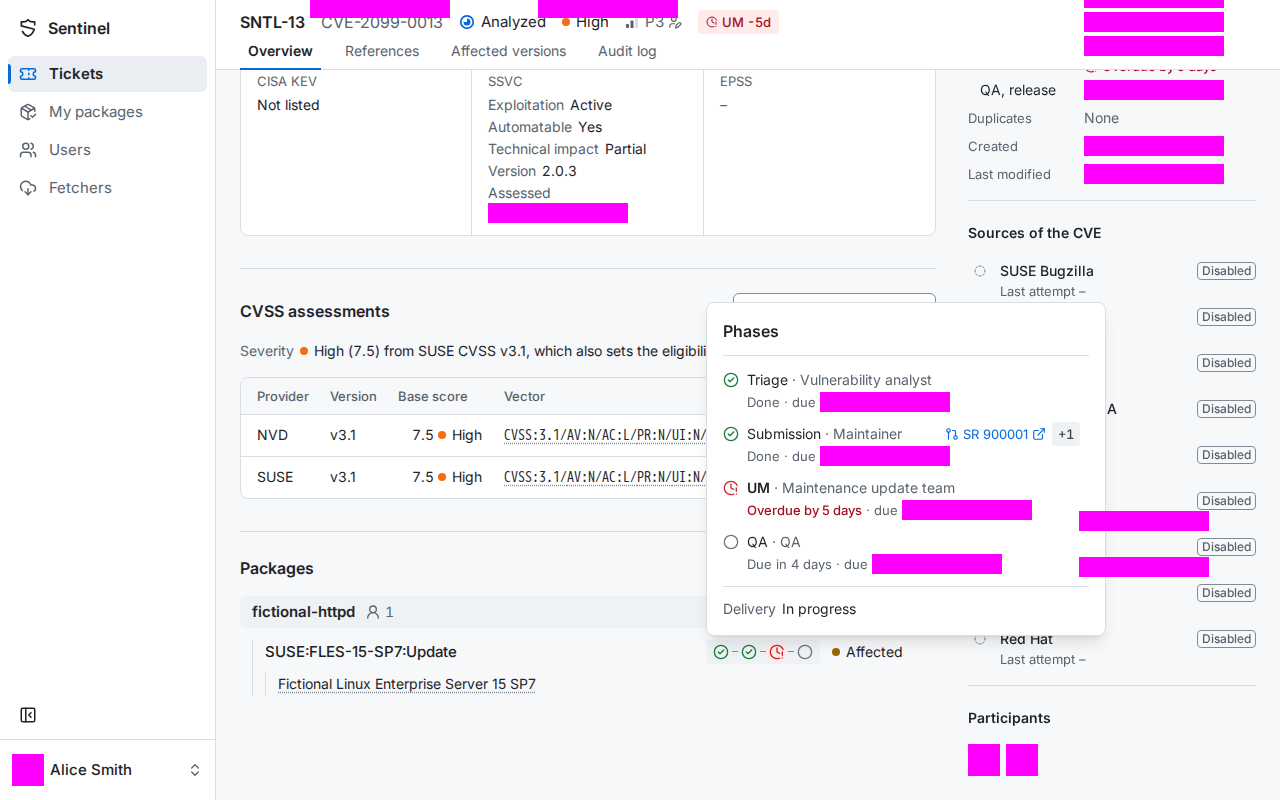 Sentinel
Tickets
My packages
Users
Fetchers
Alice Smith
SNTL-13 CVE-2099-0013 Analyzed High P3 UM -5d
Overview References Affected versions Audit log
CISA KEV
Not listed
SSVC
Exploitation Active
Automatable Yes
Technical impact Partial
Version 2.0.3
Assessed
EPSS
–
CVSS assessments
Severity High (7.5) from SUSE CVSS v3.1, which also sets the
Provider Version Base score Vector
NVD v3.1 7.5 High CVSS:3.1/AV:N/AC:L/PR:N/UI:N/
SUSE v3.1 7.5 High CVSS:3.1/AV:N/AC:L/PR:N/UI:N/
Packages
fictional-httpd 1
SUSE:FLES-15-SP7:Update Affected
Fictional Linux Enterprise Server 15 SP7
Phases
Triage · Vulnerability analyst
Done · due
Submission · Maintainer SR 900001 +1
Done · due
UM · Maintenance update team
Overdue by 5 days · due
QA · QA
Due in 4 days · due
Delivery In progress
QA, release
Duplicates None
Created
Last modified
Sources of the CVE
SUSE Bugzilla Disabled
Last attempt –
Disabled
Disabled
A Disabled
Disabled
Disabled
Disabled
Disabled
Red Hat Disabled
Last attempt –
Participants